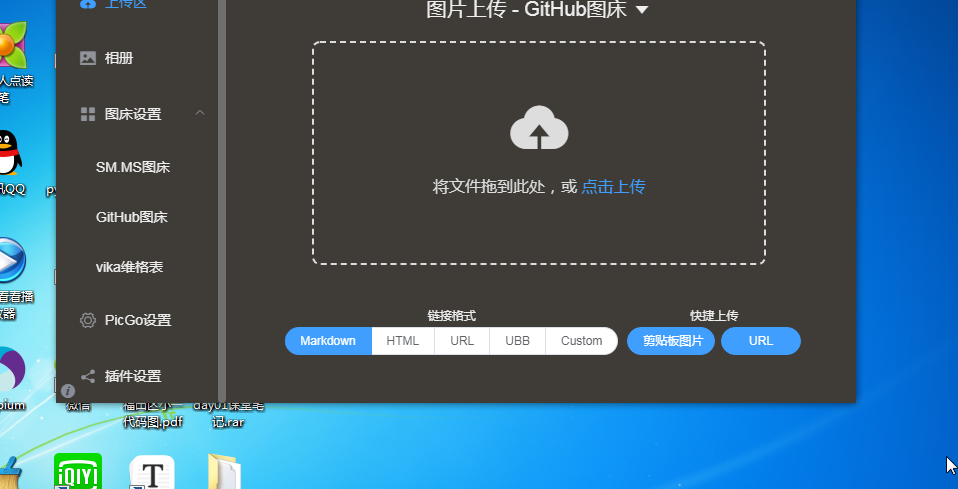 上传区
图片上传 - GitHub图床
相册
图床设置
SM.MS图床
GitHub图床
vika维格表
PicGo设置
插件设置
将文件拖到此处，或 点击上传
链接格式
快捷上传
Markdown HTML URL UBB Custom 剪贴板图片 URL
人点读
笔
QQ
py
看看播
放器
ium
微信
福田区小一
代码图.pdf
day01课堂笔
记.rar
iQIYI
T